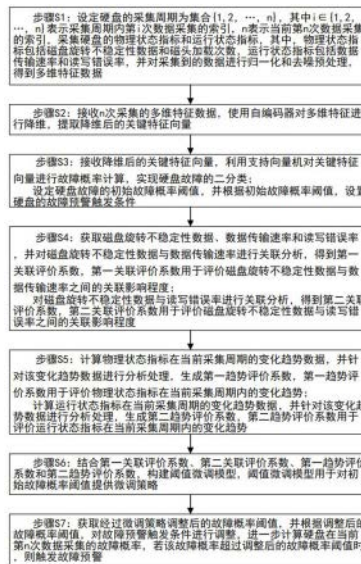 步骤S1: 设定硬盘的采集周期为集合{1,2, …, n}, 其中i∈{1,2,
…, n}表示采集周期内第i次数据采集的索引, n表示当前第n次数据采集
的索引, 采集硬盘的物理状态指标和运行状态指标, 其中, 物理状态指
标包括磁盘旋转不稳定性数据和磁头加载次数, 运行状态指标包括数据
传输速率和读写错误率, 并对采集到的数据进行归一化和去噪预处理,
得到多维特征数据
步骤S2: 接收n次采集的多维特征数据, 使用自编码器对多维特征进
行降维, 提取降维后的关键特征向量
步骤S3: 接收降维后的关键特征向量, 利用支持向量机对关键特征
向量进行故障概率计算, 实现硬盘故障的二分类;
设定硬盘故障的初始故障概率阈值, 并根据初始故障概率阈值, 设置
硬盘的故障预警触发条件
步骤S4: 获取磁盘旋转不稳定性数据、数据传输速率和读写错误率
, 并对磁盘旋转不稳定性数据与数据传输速率进行关联分析, 得到第一
关联评价系数, 第一关联评价系数用于评价磁盘旋转不稳定性数据与数
据传输速率之间的关联影响程度;
对磁盘旋转不稳定性数据与读写错误率进行关联分析, 得到第二关联
评价系数, 第二关联评价系数用于评价磁盘旋转不稳定性数据与读写错
误率之间的关联影响程度
步骤S5: 计算物理状态指标在当前采集周期的变化趋势数据, 并针
对该变化趋势数据进行分析处理, 生成第一趋势评价系数, 第一趋势评
价系数用于评价物理状态指标在当前采集周期内的变化趋势;
计算运行状态指标在当前采集周期的变化趋势数据, 并针对该变化趋
势数据进行分析处理, 生成第二趋势评价系数, 第二趋势评价系数用于
评价运行状态指标在当前采集周期内的变化趋势
步骤S6: 结合第一关联评价系数、第二关联评价系数、第一趋势评价
系数和第二趋势评价系数, 构建阈值微调模型, 阈值微调模型用于对初
始故障概率阈值提供微调策略
步骤S7: 获取经过微调策略调整后的故障概率阈值, 并根据调整后的
故障概率阈值, 对故障预警触发条件进行调整, 进一步计算硬盘在当前
第n次数据采集的故障概率, 若该故障概率超过调整后的故障概率阈值时
, 则触发故障预警